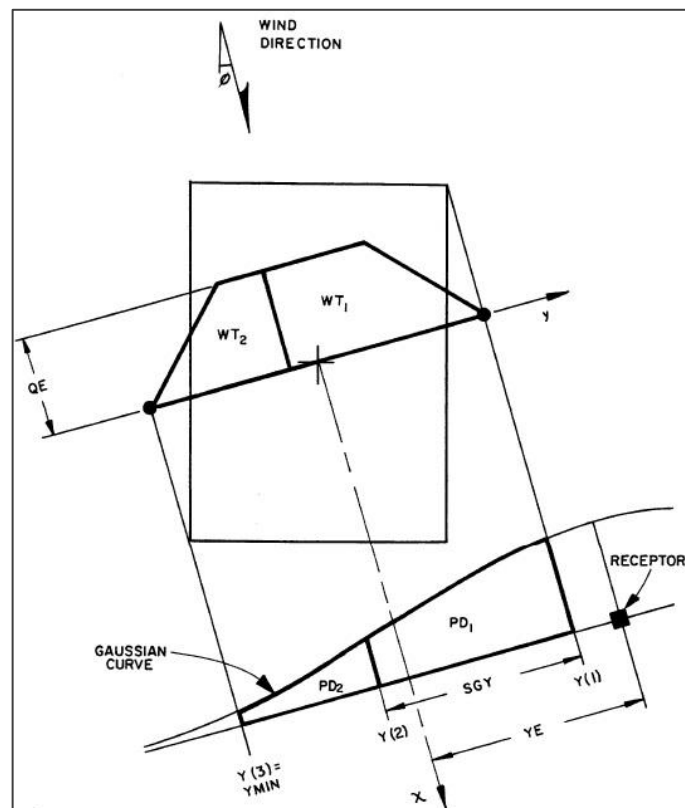 WIND
DIRECTION
φ
WT₁
WT₂
y
QE
RECEPTOR
GAUSSIAN
CURVE
PD₁
PD₂
SGY
Y(1)
Y(2)
YE
Y(3)=
YMIN
X